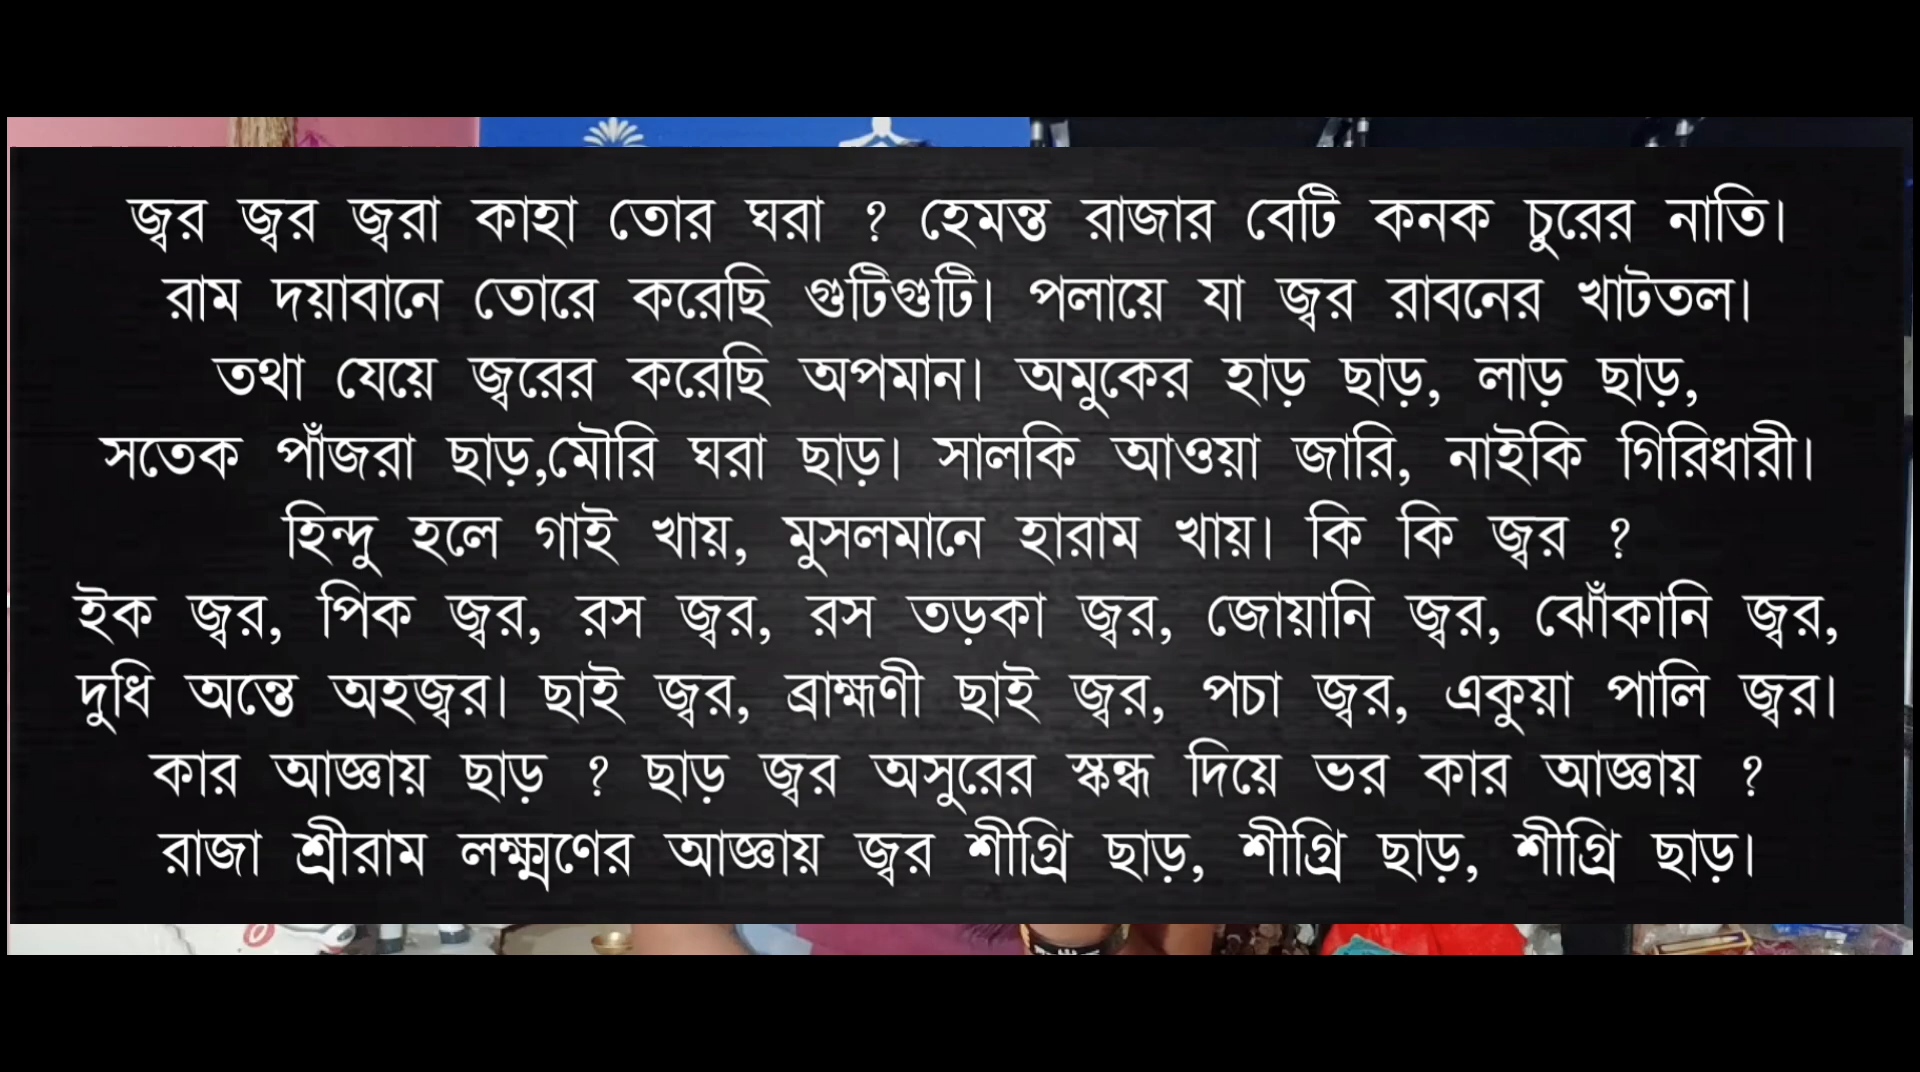 জ্বর জ্বর জ্বরা কাহা তোর ঘরা ? হেমন্ত রাজার বেটি কনক চুরের নাতি।
রাম দয়াবানে তোরে করেছি গুটিগুটি। পলায়ে যা জ্বর রাবনের খাটতল।
তথা যেয়ে জ্বরের করেছি অপমান। অমুকের হাড় ছাড়, লাড় ছাড়,
সতেক পাঁজরা ছাড়,মৌরি ঘরা ছাড়। সালকি আওয়া জারি, নাইকি গিরিধারী।
হিন্দু হলে গাই খায়, মুসলমানে হারাম খায়। কি কি জ্বর ?
ইক জ্বর, পিক জ্বর, রস জ্বর, রস তড়কা জ্বর, জোয়ানি জ্বর, ঝোঁকানি জ্বর,
দুধি অন্তে অহজ্বর। ছাই জ্বর, ব্রাহ্মণী ছাই জ্বর, পচা জ্বর, একুয়া পালি জ্বর।
কার আজ্ঞায় ছাড় ? ছাড় জ্বর অসুরের স্কন্ধ দিয়ে ভর কার আজ্ঞায় ?
রাজা শ্রীরাম লক্ষ্মণের আজ্ঞায় জ্বর শীগ্রি ছাড়, শীগ্রি ছাড়, শীগ্রি ছাড়।